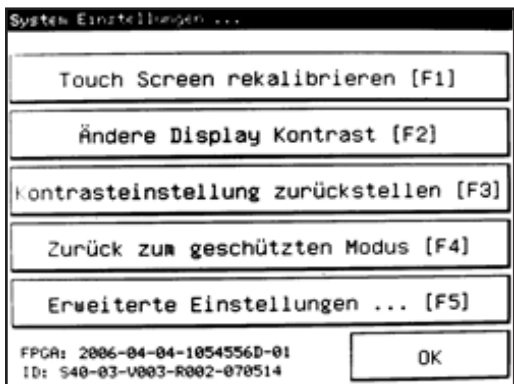 System Einstellungen ...
Touch Screen rekalibrieren [F1]
Ändere Display Kontrast [F2]
Kontrasteinstellung zurückstellen [F3]
Zurück zum geschützten Modus [F4]
Erweiterte Einstellungen ... [F5]
FPGA: 2006-04-04-1054556D-01
OK
ID: S40-03-V003-R002-070514